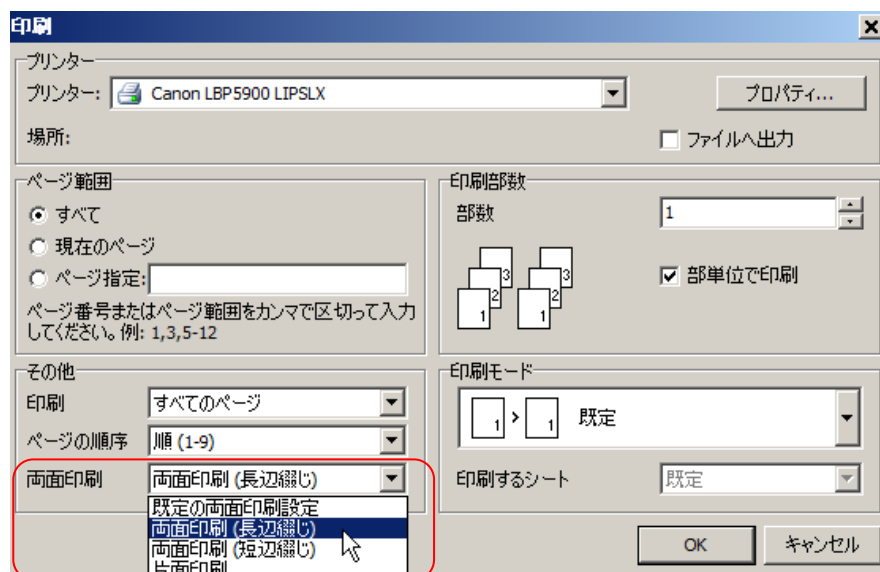 印刷
プリンター
プリンター: Canon LBP5900 LIPSLX プロパティ...
場所: ファイルへ出力
ページ範囲
すべて
現在のページ
ページ指定:
ページ番号またはページ範囲をカンマで区切って入力
してください。例: 1,3,5-12
印刷部数
部数 1
1 2 3 1 2 3
部単位で印刷
その他
印刷 すべてのページ
ページの順序 順 (1-9)
両面印刷 両面印刷 (長辺綴じ)
既定の両面印刷設定
両面印刷 (長辺綴じ)
両面印刷 (短辺綴じ)
片面印刷
印刷モード
1 > 1 既定
印刷するシート 既定
OK キャンセル